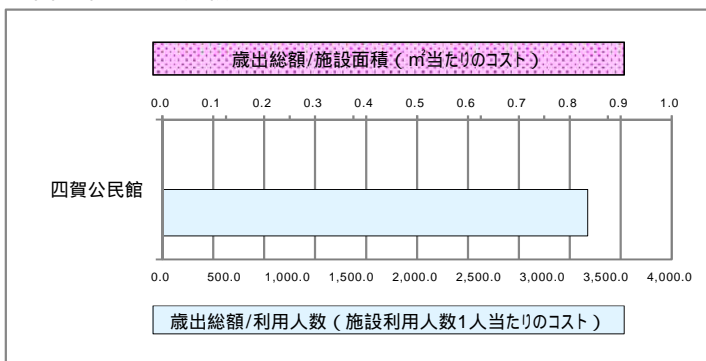 歳出総額/施設面積（㎡当たりのコスト）
0.0 0.1 0.2 0.3 0.4 0.5 0.6 0.7 0.8 0.9 1.0
四賀公民館
0.0 500.0 1,000.0 1,500.0 2,000.0 2,500.0 3,000.0 3,500.0 4,000.0
歳出総額/利用人数（施設利用人数1人当たりのコスト）